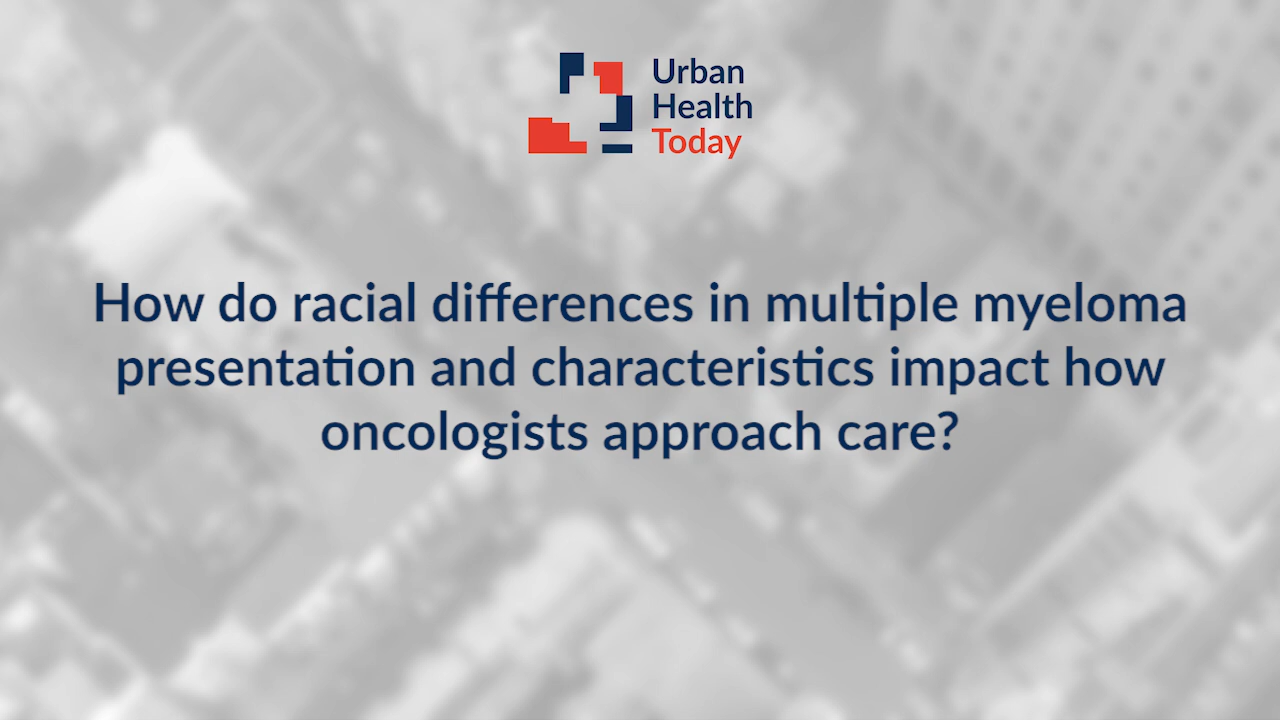 Urban
Health
Today
How do racial differences in multiple myeloma
presentation and characteristics impact how
oncologists approach care?